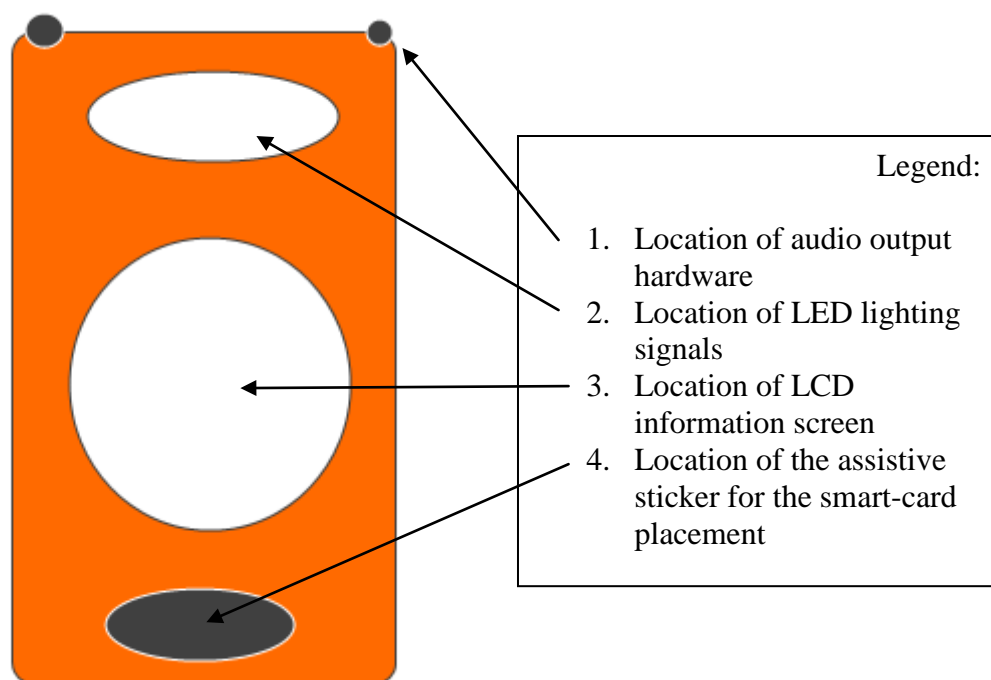 Legend:
1. Location of audio output
hardware
2. Location of LED lighting
signals
3. Location of LCD
information screen
4. Location of the assistive
sticker for the smart-card
placement